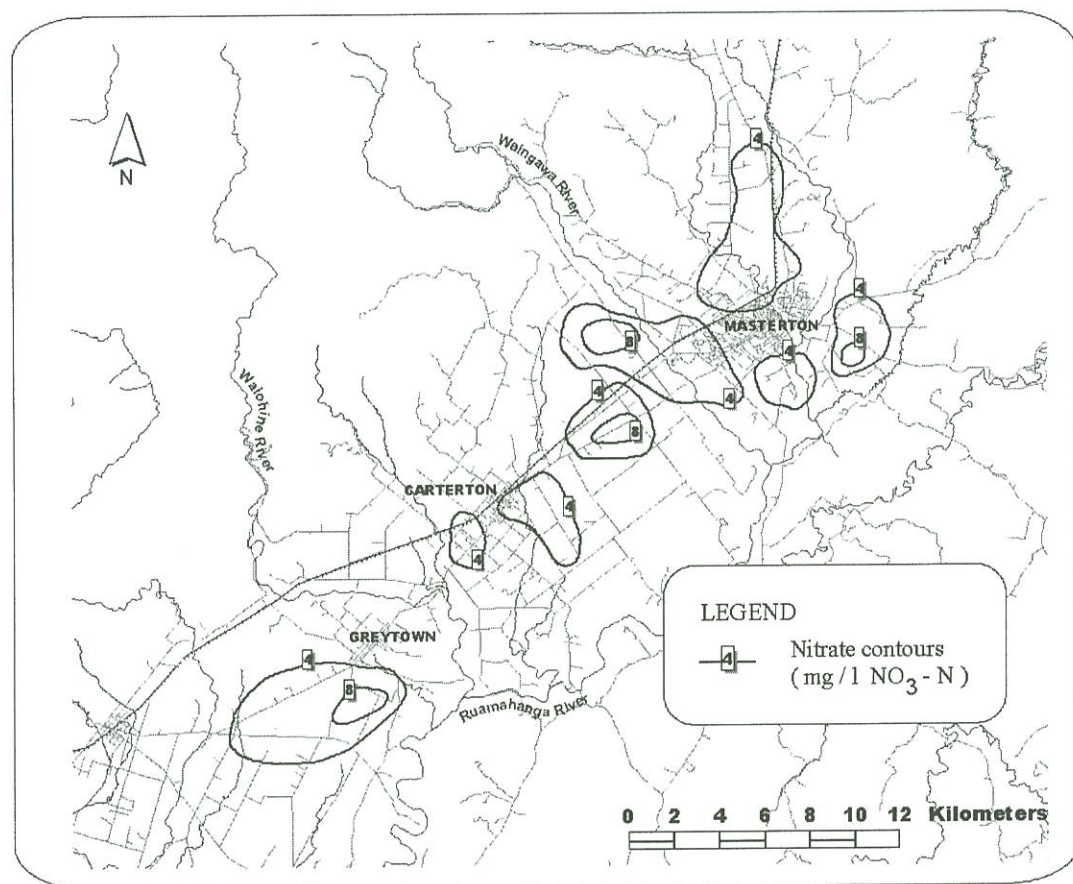 N
4
Waingawa River
4
MASTERTON
8
4
8
4
4
4
8
Waiohine River
CARTERTON
4
4
LEGEND
4 Nitrate contours
(mg/l NO3-N)
GREYTOWN
4
8
Ruamahanga River
0 2 4 6 8 10 12 Kilometers